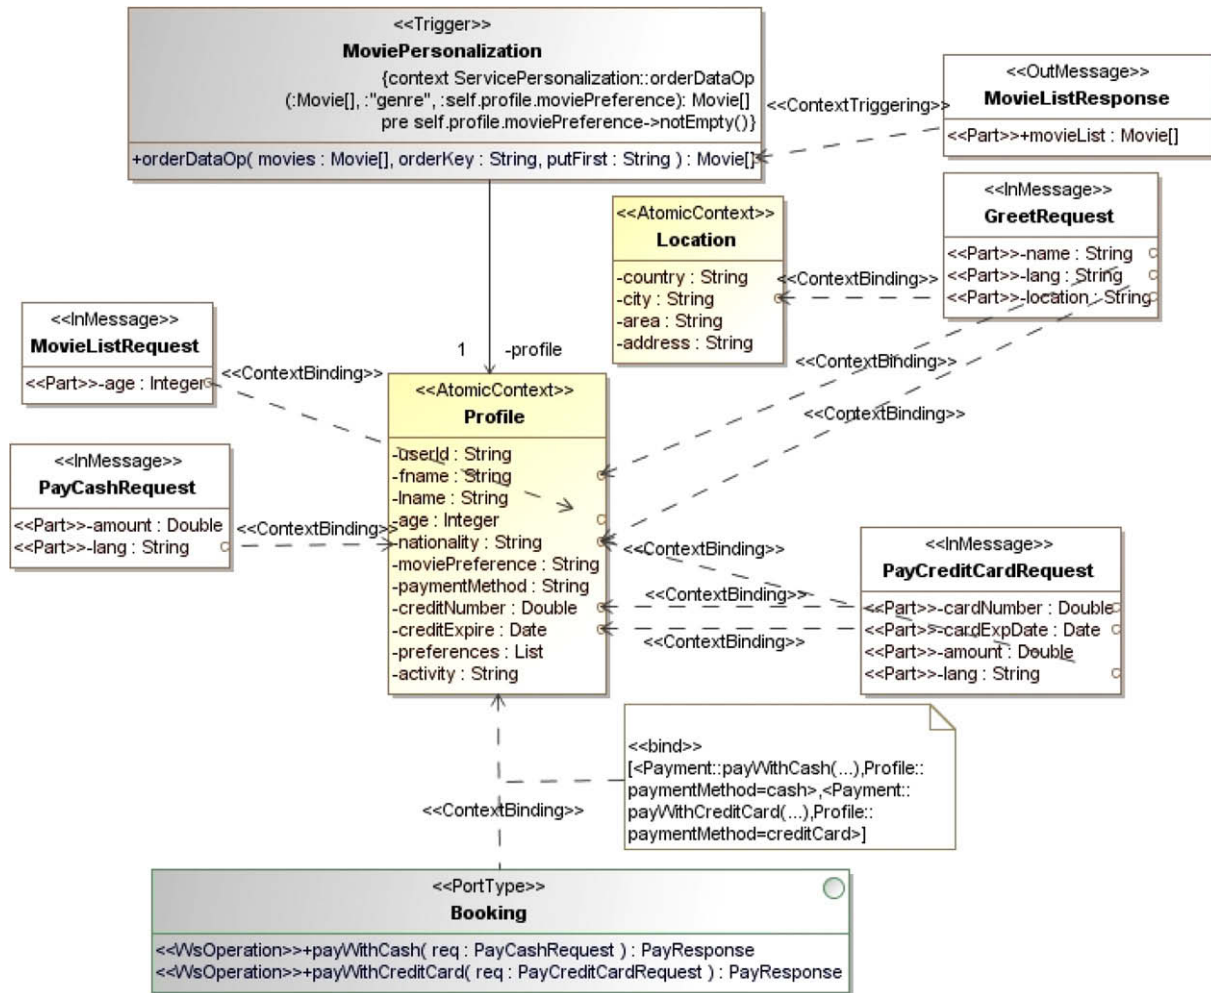 <<Trigger>>
MoviePersonalization
{context ServicePersonalization::orderDataOp
(:Movie[], :"genre", :self.profile.moviePreference): Movie[]
pre self.profile.moviePreference->notEmpty()}
+orderDataOp( movies : Movie[], orderKey : String, putFirst : String ) : Movie[]
<<ContextTriggering>>
<<OutMessage>>
MovieListResponse
<<Part>>+movieList : Movie[]
<<InMessage>>
GreetRequest
<<Part>>-name : String
<<Part>>-lang : String
<<Part>>-location : String
<<AtomicContext>>
Location
-country : String
-city : String
-area : String
-address : String
<<ContextBinding>>
<<ContextBinding>>
<<ContextBinding>>
1
-profile
<<InMessage>>
MovieListRequest
<<Part>>-age : Integer
<<ContextBinding>>
<<AtomicContext>>
Profile
-userId : String
-fname : String
-lname : String
-age : Integer
-nationality : String
-moviePreference : String
-paymentMethod : String
-creditNumber : Double
-creditExpire : Date
-preferences : List
-activity : String
<<InMessage>>
PayCashRequest
<<Part>>-amount : Double
<<Part>>-lang : String
<<ContextBinding>>
<<ContextBinding>>
<<ContextBinding>>
<<ContextBinding>>
<<InMessage>>
PayCreditCardRequest
<<Part>>-cardNumber : Double
<<Part>>-cardExpDate : Date
<<Part>>-amount : Double
<<Part>>-lang : String
<<bind>>
[<Payment::payWithCash(...),Profile::
paymentMethod=cash>,<Payment::
payWithCreditCard(...),Profile::
paymentMethod=creditCard>]
<<ContextBinding>>
<<PortType>>
Booking
<<WsOperation>>+payWithCash( req : PayCashRequest ) : PayResponse
<<WsOperation>>+payWithCreditCard( req : PayCreditCardRequest ) : PayResponse